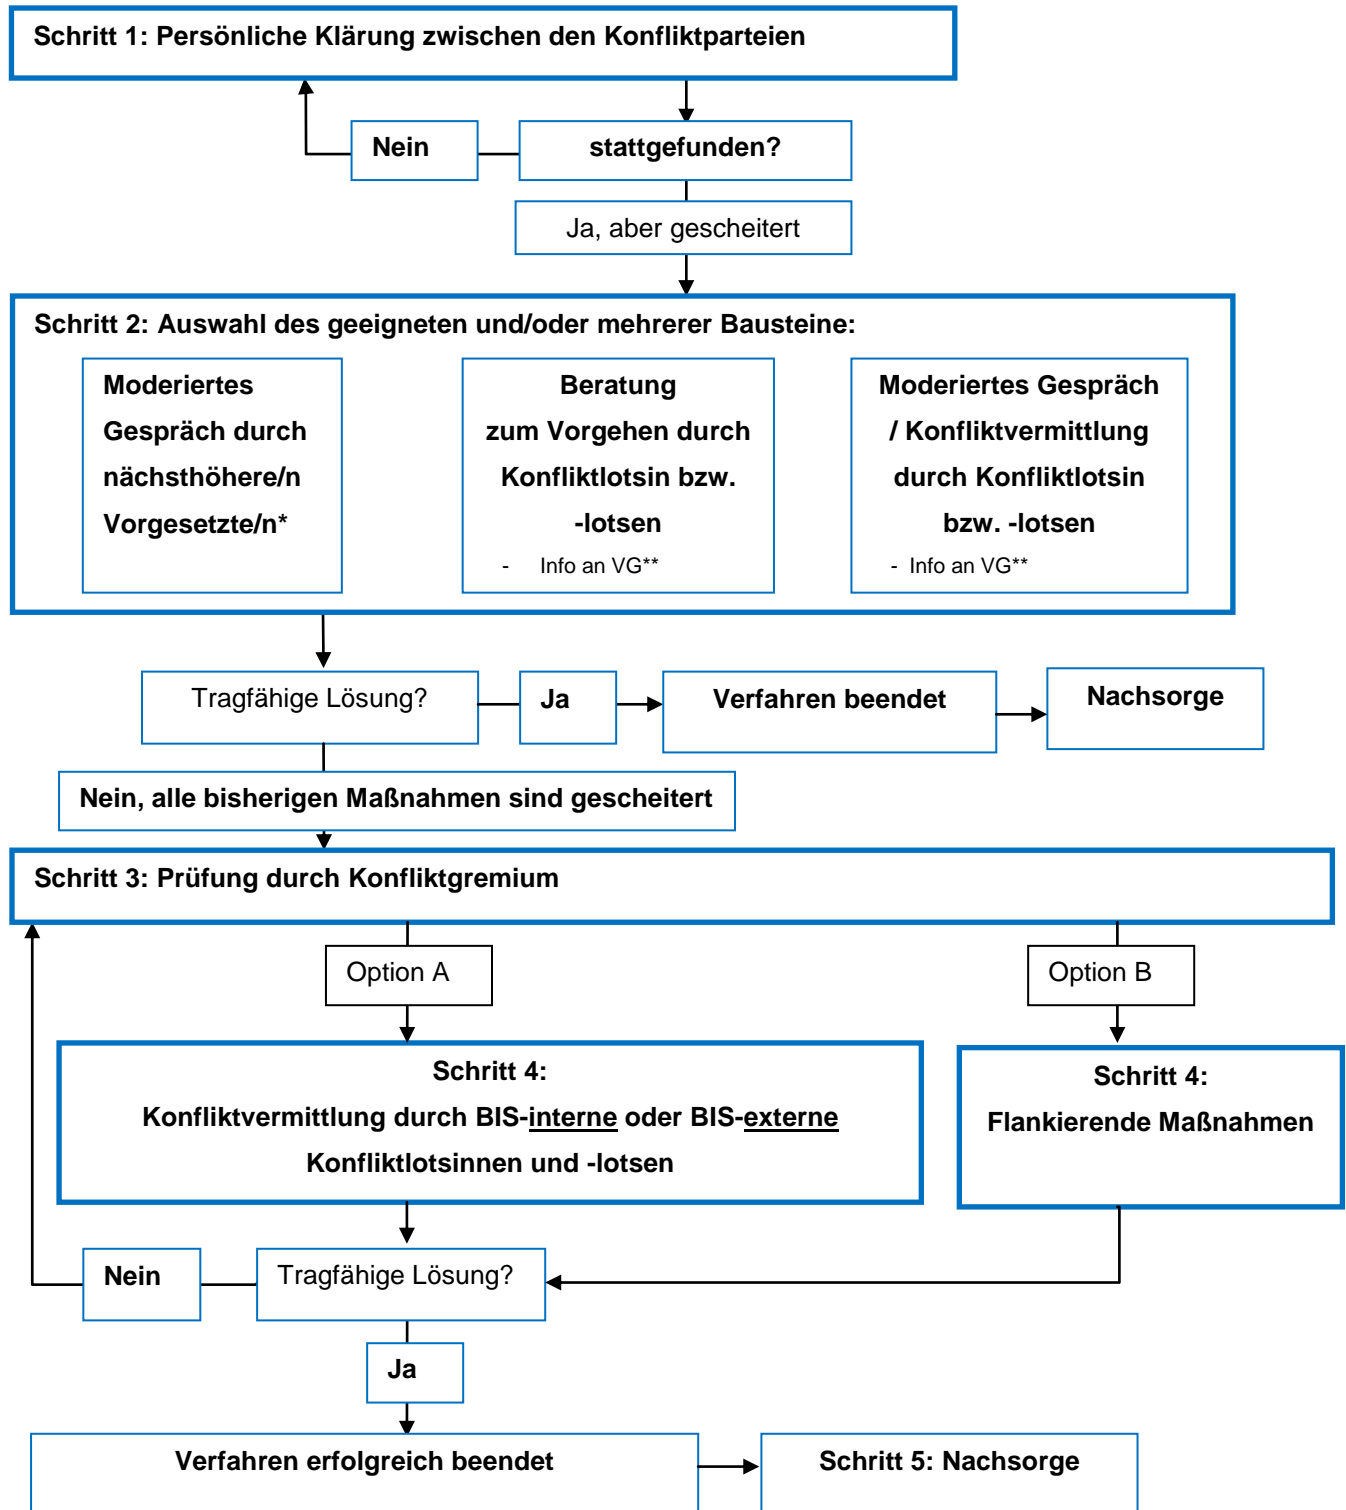 Schritt 1: Persönliche Klärung zwischen den Konfliktparteien
Nein
stattgefunden?
Ja, aber gescheitert
Schritt 2: Auswahl des geeigneten und/oder mehrerer Bausteine:
Moderiertes
Gespräch durch
nächsthöhere/n
Vorgesetzte/n*
Beratung
zum Vorgehen durch
Konfliktlotsin bzw.
-lotsen
- Info an VG**
Moderiertes Gespräch
/ Konfliktvermittlung
durch Konfliktlotsin
bzw. -lotsen
- Info an VG**
Tragfähige Lösung?
Ja
Verfahren beendet
Nachsorge
Nein, alle bisherigen Maßnahmen sind gescheitert
Schritt 3: Prüfung durch Konfliktgremium
Option A
Option B
Schritt 4:
Konfliktvermittlung durch BIS-interne oder BIS-externe
Konfliktlotsinnen und -lotsen
Schritt 4:
Flankierende Maßnahmen
Nein
Tragfähige Lösung?
Ja
Verfahren erfolgreich beendet
Schritt 5: Nachsorge